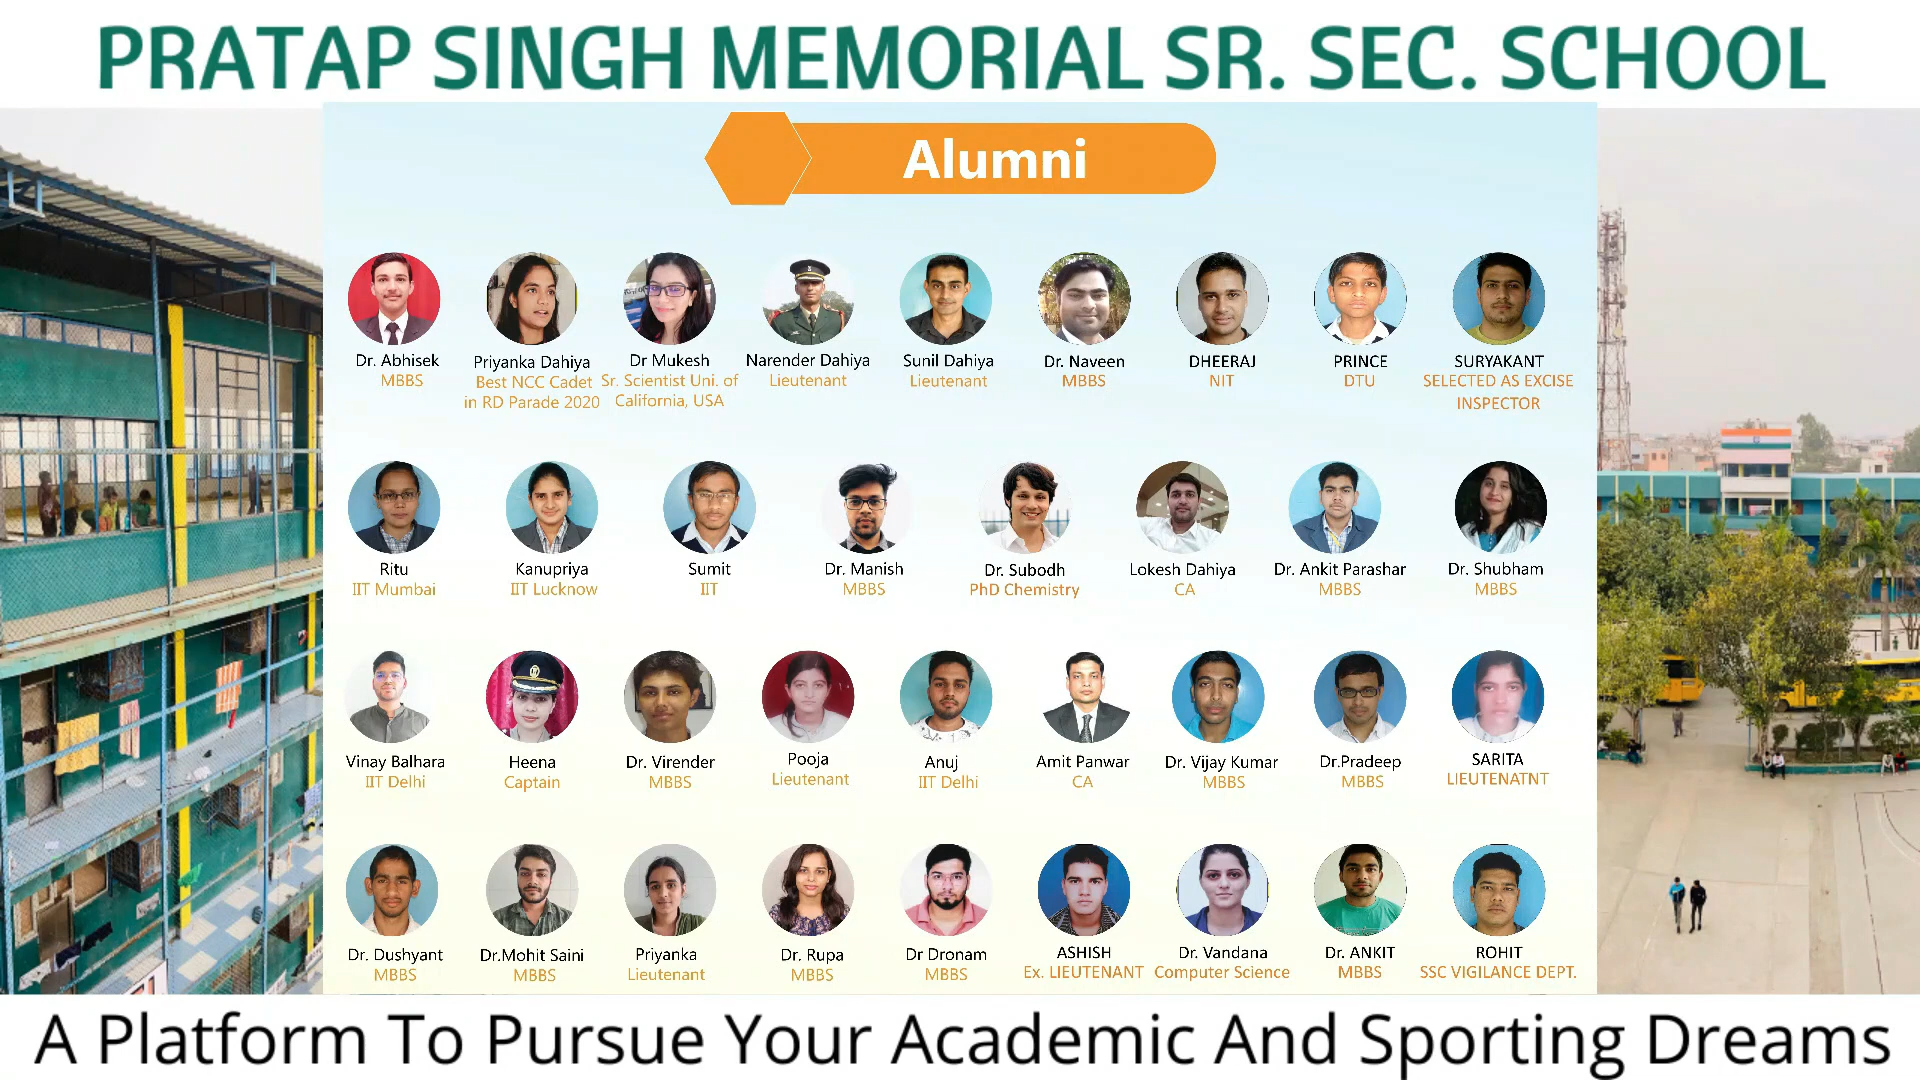 PRATAP SINGH MEMORIAL SR. SEC. SCHOOL
Alumni
Dr. Abhisek
MBBS
Priyanka Dahiya
Best NCC Cadet
in RD Parade 2020
Dr Mukesh
Sr. Scientist Uni. of
California, USA
Narender Dahiya
Lieutenant
Sunil Dahiya
Lieutenant
Dr. Naveen
MBBS
DHEERAJ
NIT
PRINCE
DTU
SURYAKANT
SELECTED AS EXCISE
INSPECTOR
Ritu
IIT Mumbai
Kanupriya
IIT Lucknow
Sumit
IIT
Dr. Manish
MBBS
Dr. Subodh
PhD Chemistry
Lokesh Dahiya
CA
Dr. Ankit Parashar
MBBS
Dr. Shubham
MBBS
Vinay Balhara
IIT Delhi
Heena
Captain
Dr. Virender
MBBS
Pooja
Lieutenant
Anuj
IIT Delhi
Amit Panwar
CA
Dr. Vijay Kumar
MBBS
Dr.Pradeep
MBBS
SARITA
LIEUTENATNT
Dr. Dushyant
MBBS
Dr.Mohit Saini
MBBS
Priyanka
Lieutenant
Dr. Rupa
MBBS
Dr Dronam
MBBS
ASHISH
Ex. LIEUTENANT
Dr. Vandana
Computer Science
Dr. ANKIT
MBBS
ROHIT
SSC VIGILANCE DEPT.
A Platform To Pursue Your Academic And Sporting Dreams